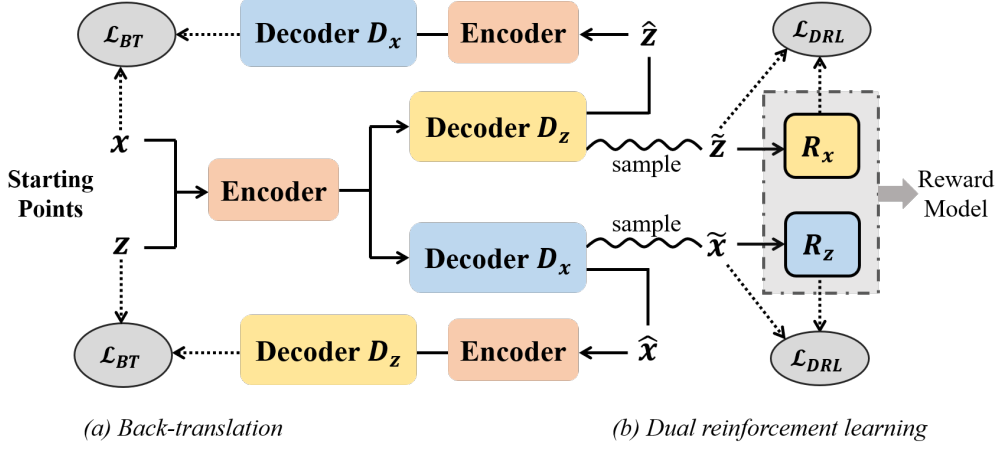 ℒ_BT
Decoder D_x
Encoder
ẑ
ℒ_DRL
Decoder D_z
x
sample
z̃
R_x
Starting
Points
Encoder
Reward
Model
z
Decoder D_x
sample
x̃
R_z
ℒ_BT
Decoder D_z
Encoder
x̂
ℒ_DRL
(a) Back-translation
(b) Dual reinforcement learning